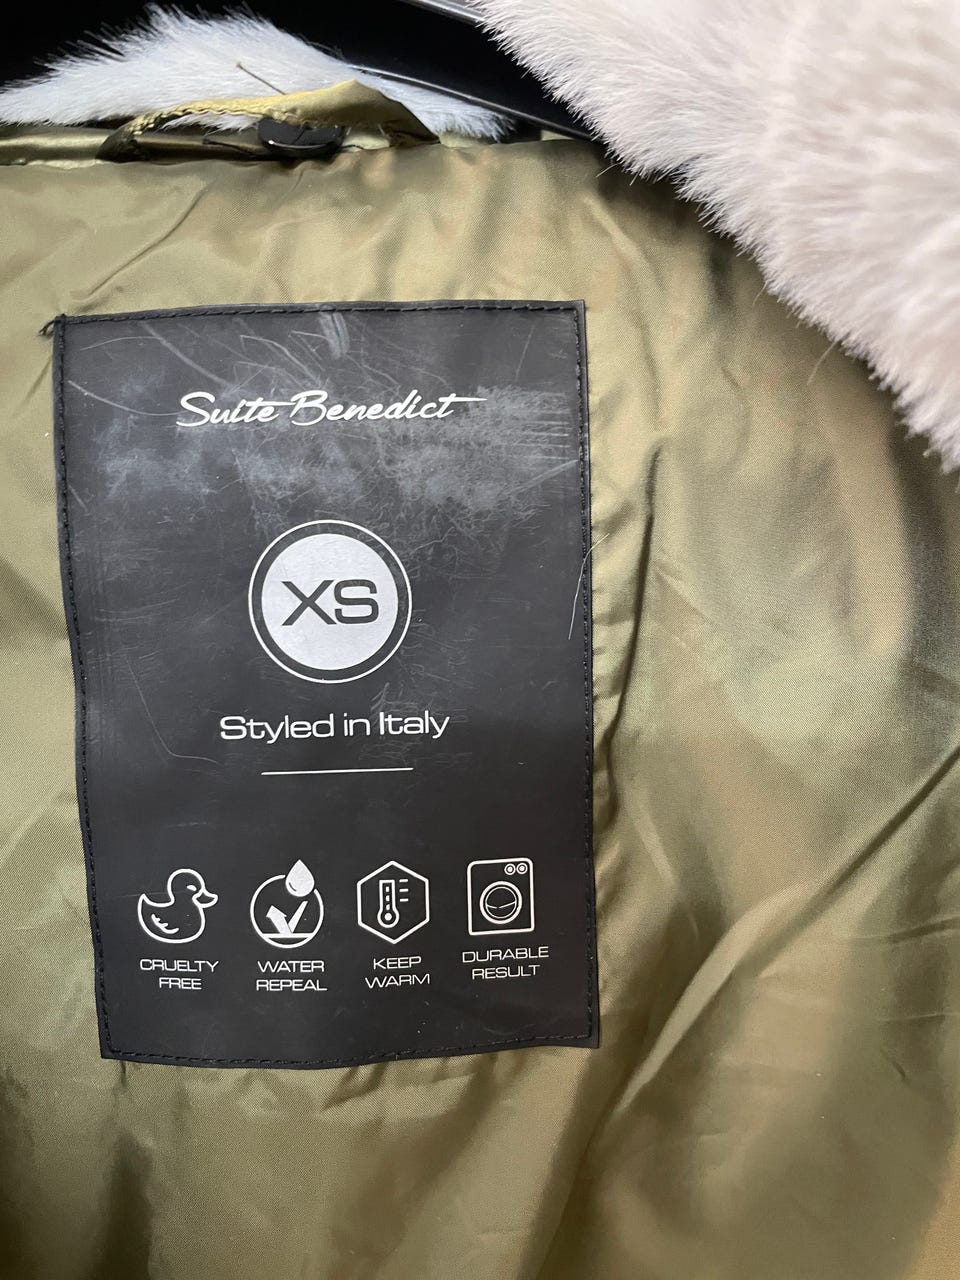 Suite Benedict
XS
Styled in Italy
CRUELTY
FREE
WATER
REPEAL
KEEP
WARM
DURABLE
RESULT